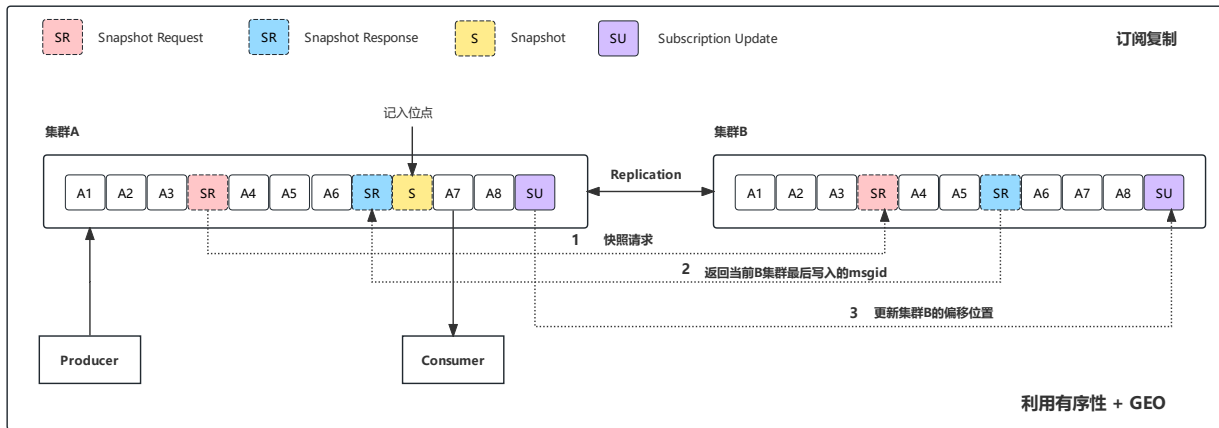 SR Snapshot Request SR Snapshot Response S Snapshot SU Subscription Update 订阅复制
记入位点
集群A 集群B
A1 A2 A3 SR A4 A5 A6 SR S A7 A8 SU Replication A1 A2 A3 SR A4 A5 SR A6 A7 A8 SU
1 快照请求
2 返回当前B集群最后写入的msgid
3 更新集群B的偏移位置
Producer Consumer
利用有序性 + GEO